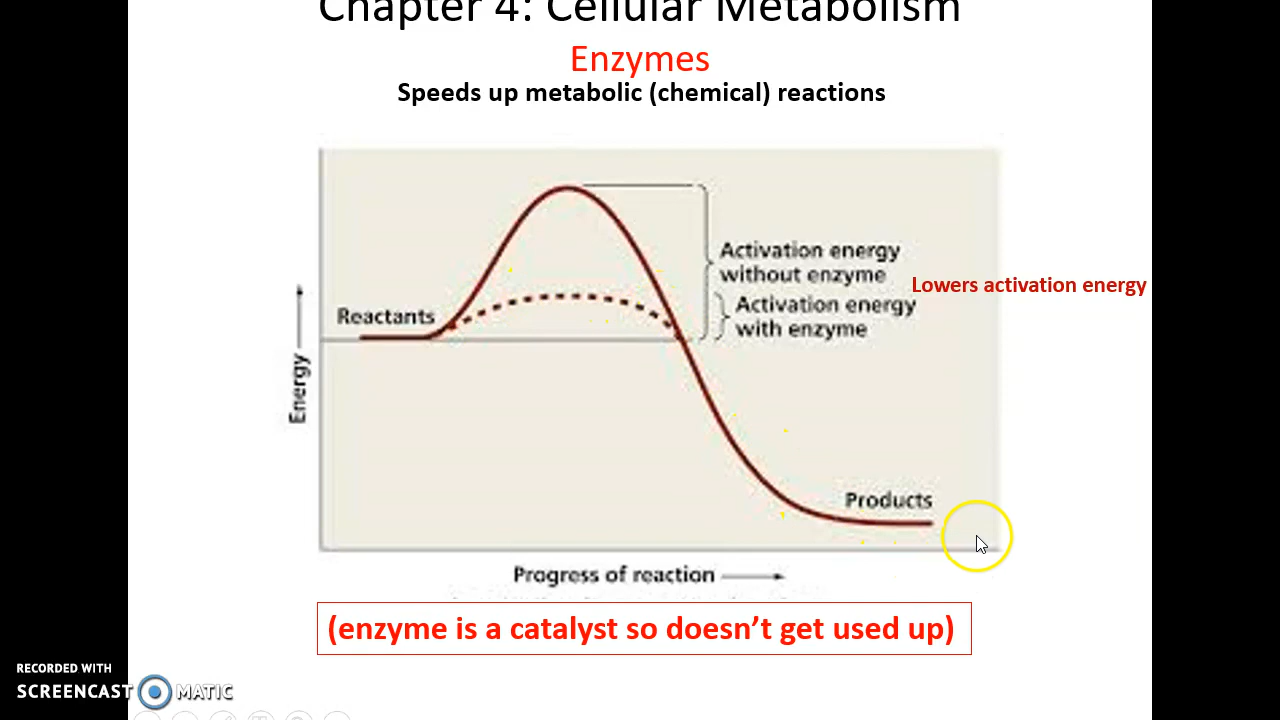 Chapter 4: Cellular Metabolism
Enzymes
Speeds up metabolic (chemical) reactions
Activation energy
without enzyme
Lowers activation energy
Activation energy
with enzyme
Reactants
Energy
Products
Progress of reaction
(enzyme is a catalyst so doesn't get used up)
RECORDED WITH
SCREENCAST MATIC